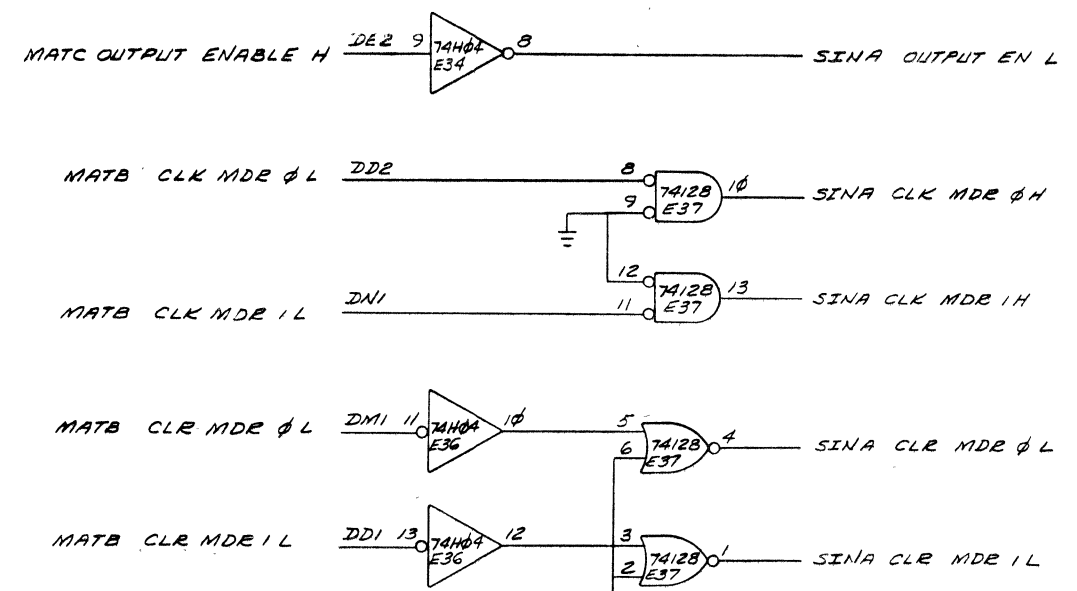 MATC OUTPUT ENABLE H DE2 9 74HØ4 E34 8 SINA OUTPUT EN L
MATB CLK MDR Ø L DD2 8 9 74128 E37 1Ø SINA CLK MDR Ø H
MATB CLK MDR 1 L DN1 12 11 74128 E37 13 SINA CLK MDR 1 H
MATB CLR MDR Ø L DM1 11 74HØ4 E36 1Ø 5 6 74128 E37 4 SINA CLR MDR Ø L
MATB CLR MDR 1 L DD1 13 74HØ4 E36 12 3 2 74128 E37 1 SINA CLR MDR 1 L